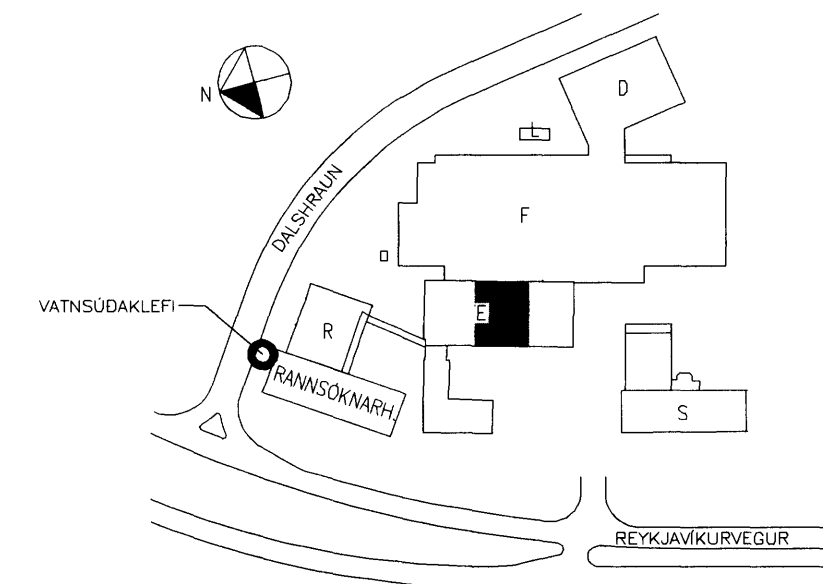 D
N
L
DALSHRAUN
F
VATNSÚÐAKLEFI
E
R
RANNSÓKNARH.
S
REYKJAVÍKURVEGUR